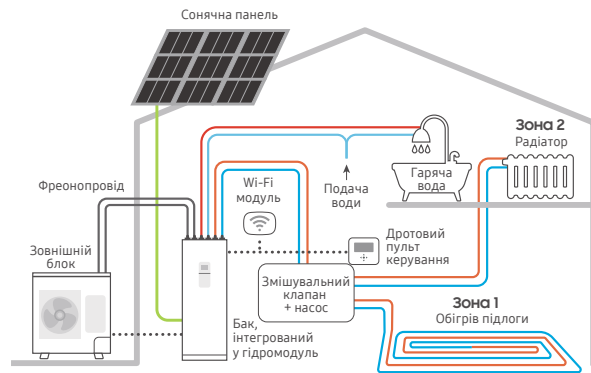 Сонячна панель
Зона 2
Радіатор
Гаряча
вода
Подача
води
Wi-Fi
модуль
Фреонопровід
Дротовий
пульт
керування
Зовнішній
блок
Змішувальний
клапан
+ насос
Зона 1
Обігрів підлоги
Бак,
інтегрований
у гідромодуль